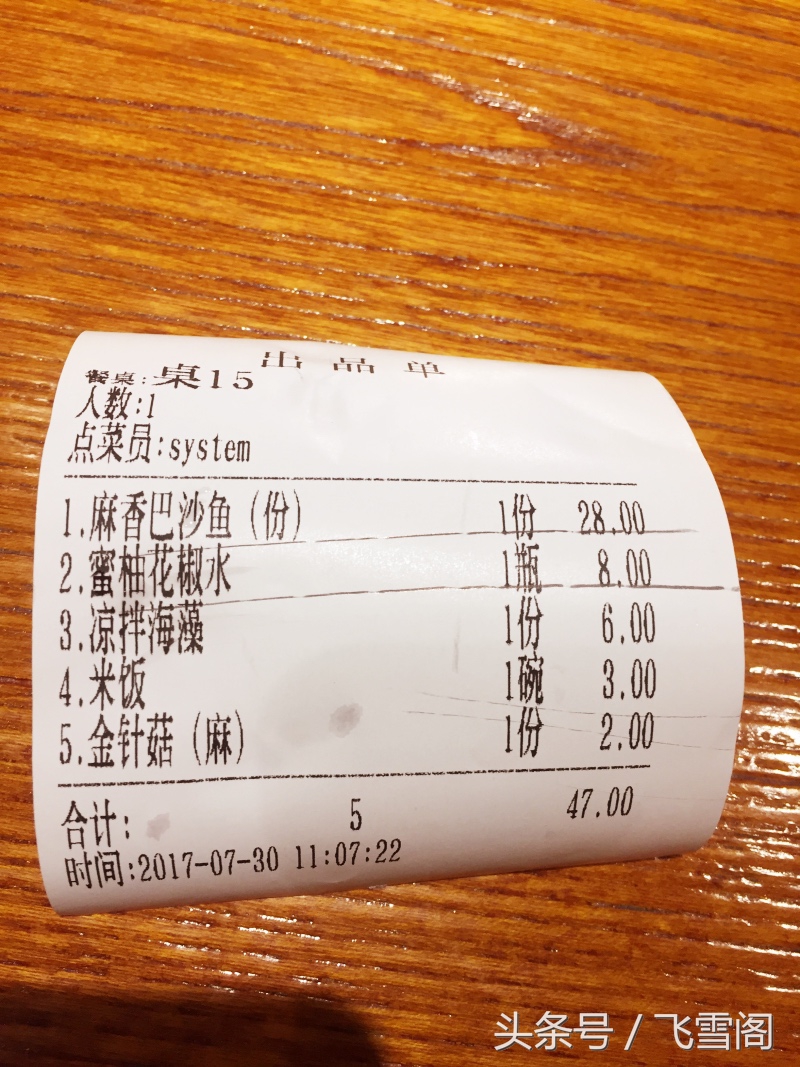 出品单
餐桌:桌15
人数:1
点菜员:system
1.麻香巴沙鱼(份) 1份 28.00
2.蜜柚花椒水 1瓶 8.00
3.凉拌海藻 1份 6.00
4.米饭 1碗 3.00
5.金针菇(麻) 1份 2.00
合计: 5 47.00
时间:2017-07-30 11:07:22
头条号 / 飞雪阁